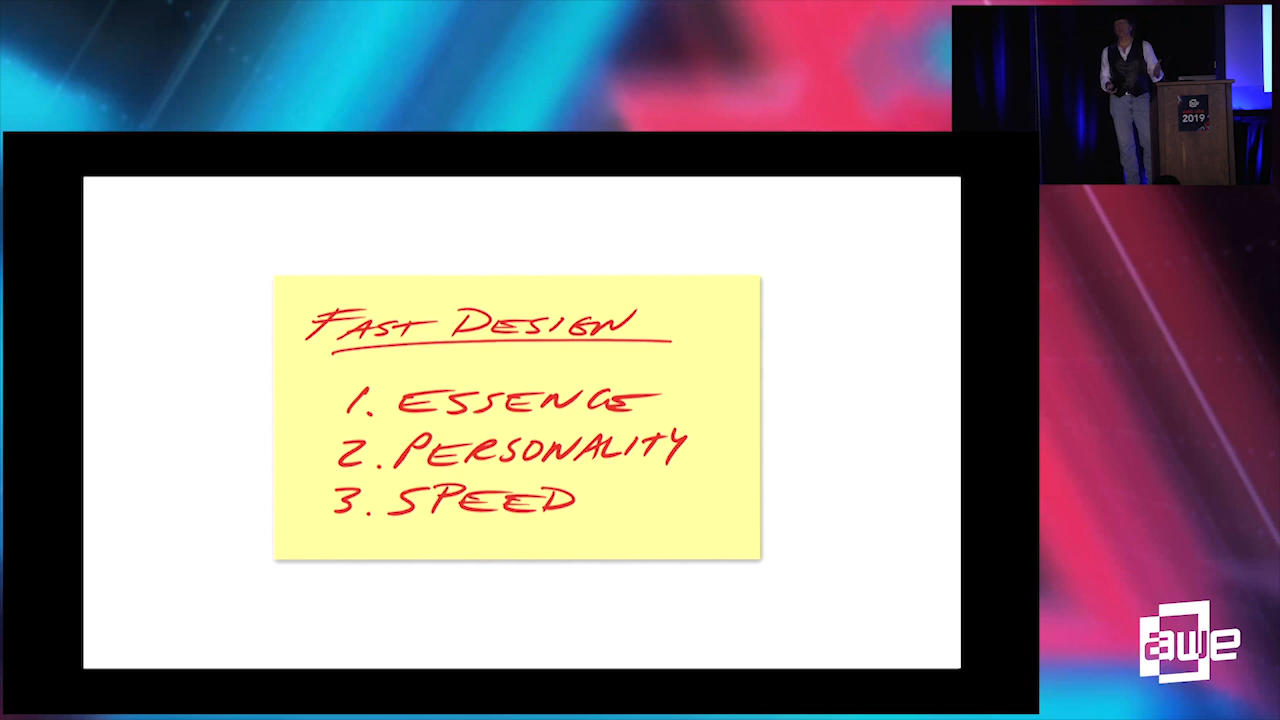 2019
FAST DESIGN
1. ESSENCE
2. PERSONALITY
3. SPEED
awe